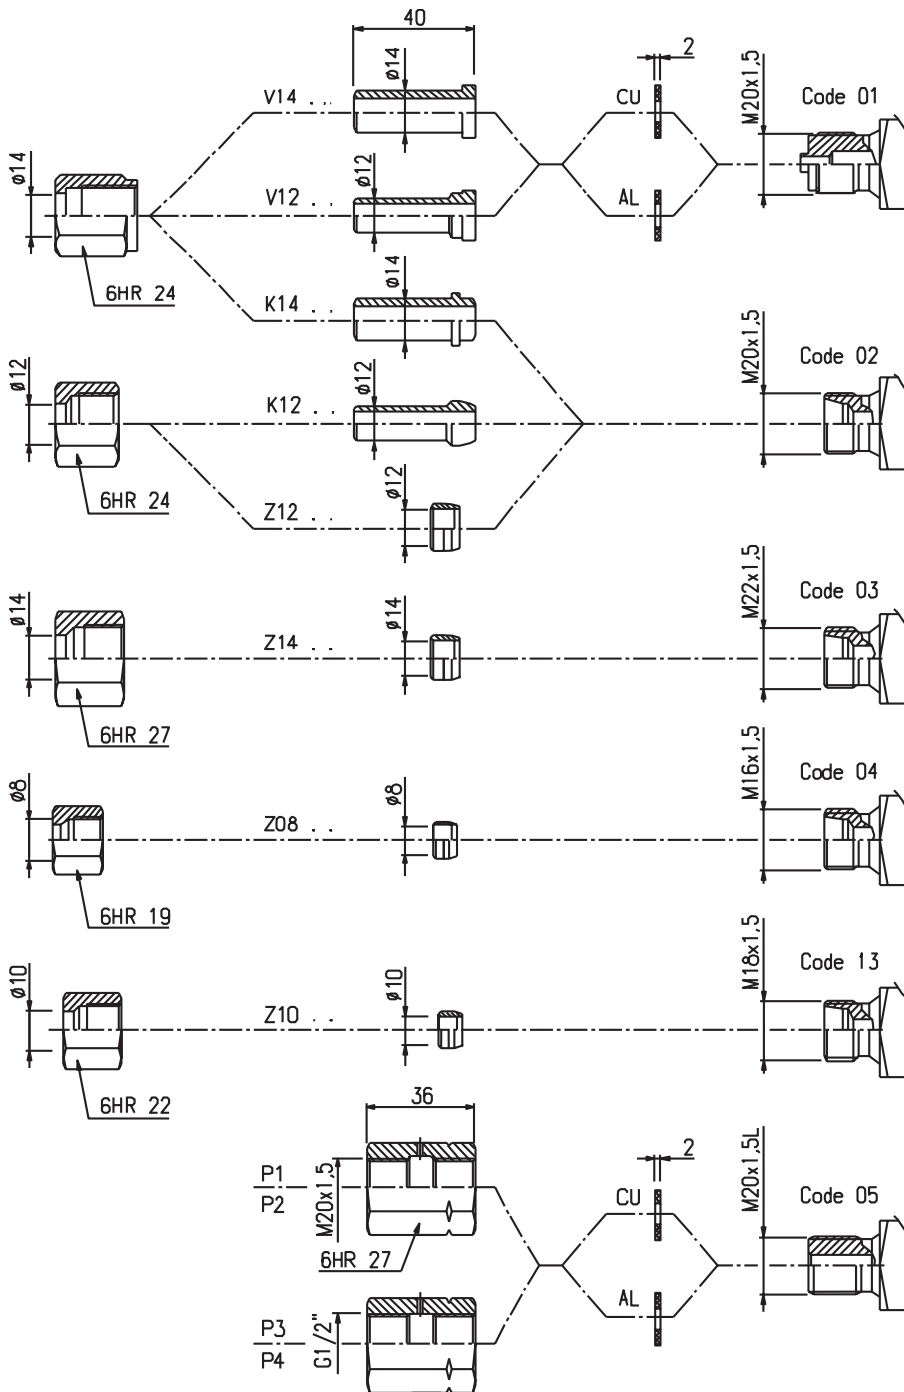 40
2
ø14
V14 . .
CU
M20x1,5
Code 01
ø14
ø12
V12 . .
AL
6HR 24
ø14
K14 . .
M20x1,5
Code 02
ø12
ø12
K12 . .
6HR 24
ø12
Z12 . .
M22x1,5
Code 03
ø14
ø14
Z14 . .
6HR 27
M16x1,5
Code 04
ø8
ø8
Z08 . .
6HR 19
M18x1,5
Code 13
ø10
ø10
Z10 . .
6HR 22
36
2
P1
P2
M20x1,5
CU
M20x1,5L
Code 05
6HR 27
AL
P3
P4
G1/2"